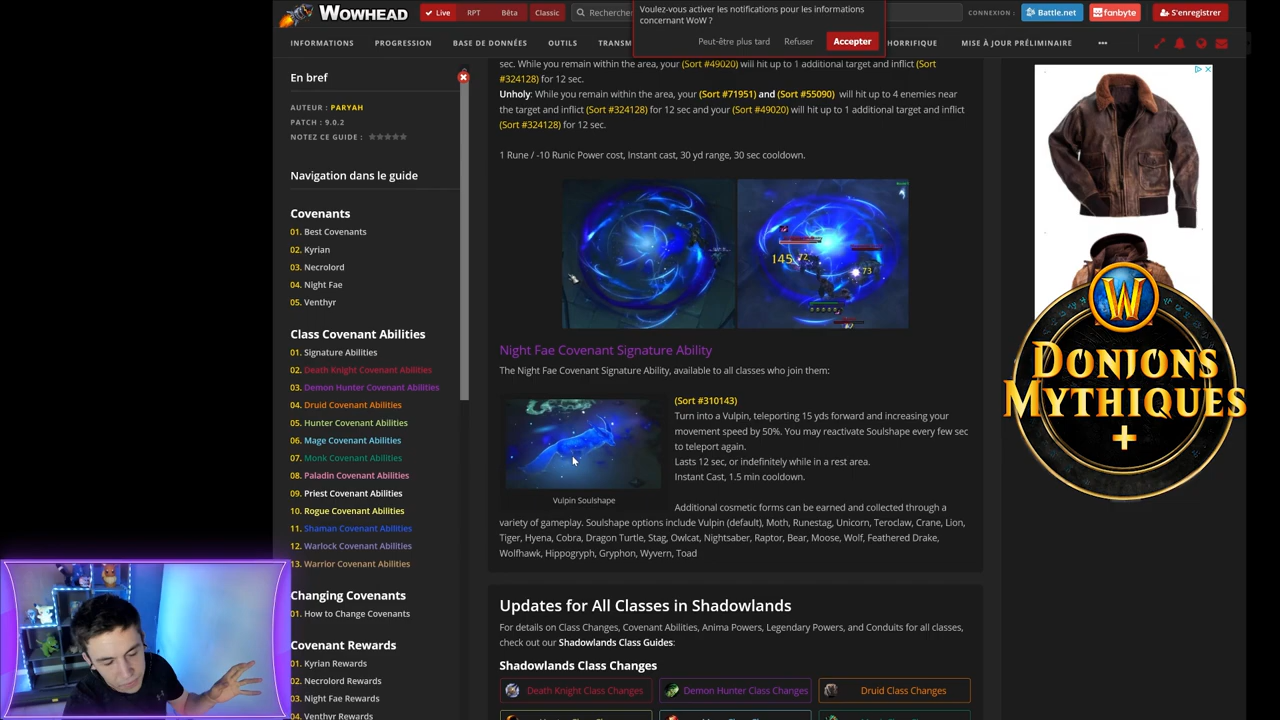 WOWHEAD
Live
RPT
Bêta
Classic
Recherche
Voulez-vous activer les notifications pour les informations
concernant WoW ?
Peut-être plus tard
Refuser
Accepter
CONNEXION :
Battle.net
fanbyte
S'enregistrer
INFORMATIONS
PROGRESSION
BASE DE DONNÉES
OUTILS
TRANSM
HORRIFIQUE
MISE À JOUR PRÉLIMINAIRE
En bref
AUTEUR : PARYAH
PATCH : 9.0.2
NOTEZ CE GUIDE :
Navigation dans le guide
Covenants
01. Best Covenants
02. Kyrian
03. Necrolord
04. Night Fae
05. Venthyr
Class Covenant Abilities
01. Signature Abilities
02. Death Knight Covenant Abilities
03. Demon Hunter Covenant Abilities
04. Druid Covenant Abilities
05. Hunter Covenant Abilities
06. Mage Covenant Abilities
07. Monk Covenant Abilities
08. Paladin Covenant Abilities
09. Priest Covenant Abilities
10. Rogue Covenant Abilities
11. Shaman Covenant Abilities
12. Warlock Covenant Abilities
13. Warrior Covenant Abilities
Changing Covenants
01. How to Change Covenants
Covenant Rewards
01. Kyrian Rewards
02. Necrolord Rewards
03. Night Fae Rewards
04. Venthyr Rewards
sec. While you remain within the area, your (Sort #49020) will hit up to 1 additional target and inflict (Sort
#324128) for 12 sec.
Unholy: While you remain within the area, your (Sort #71951) and (Sort #55090) will hit up to 4 enemies near
the target and inflict (Sort #324128) for 12 sec and your (Sort #49020) will hit up to 1 additional target and inflict
(Sort #324128) for 12 sec.
1 Rune / -10 Runic Power cost, Instant cast, 30 yd range, 30 sec cooldown.
145
72
73
Night Fae Covenant Signature Ability
The Night Fae Covenant Signature Ability, available to all classes who join them:
(Sort #310143)
Turn into a Vulpin, teleporting 15 yds forward and increasing your
movement speed by 50%. You may reactivate Soulshape every few sec
to teleport again.
Lasts 12 sec, or indefinitely while in a rest area.
Instant Cast, 1.5 min cooldown.
Vulpin Soulshape
Additional cosmetic forms can be earned and collected through a
variety of gameplay. Soulshape options include Vulpin (default), Moth, Runestag, Unicorn, Teroclaw, Crane, Lion,
Tiger, Hyena, Cobra, Dragon Turtle, Stag, Owlcat, Nightsaber, Raptor, Bear, Moose, Wolf, Feathered Drake,
Wolfhawk, Hippogryph, Gryphon, Wyvern, Toad
Updates for All Classes in Shadowlands
For details on Class Changes, Covenant Abilities, Anima Powers, Legendary Powers, and Conduits for all classes,
check out our Shadowlands Class Guides:
Shadowlands Class Changes
Death Knight Class Changes
Demon Hunter Class Changes
Druid Class Changes
W
DONJONS
MYTHIQUES
+